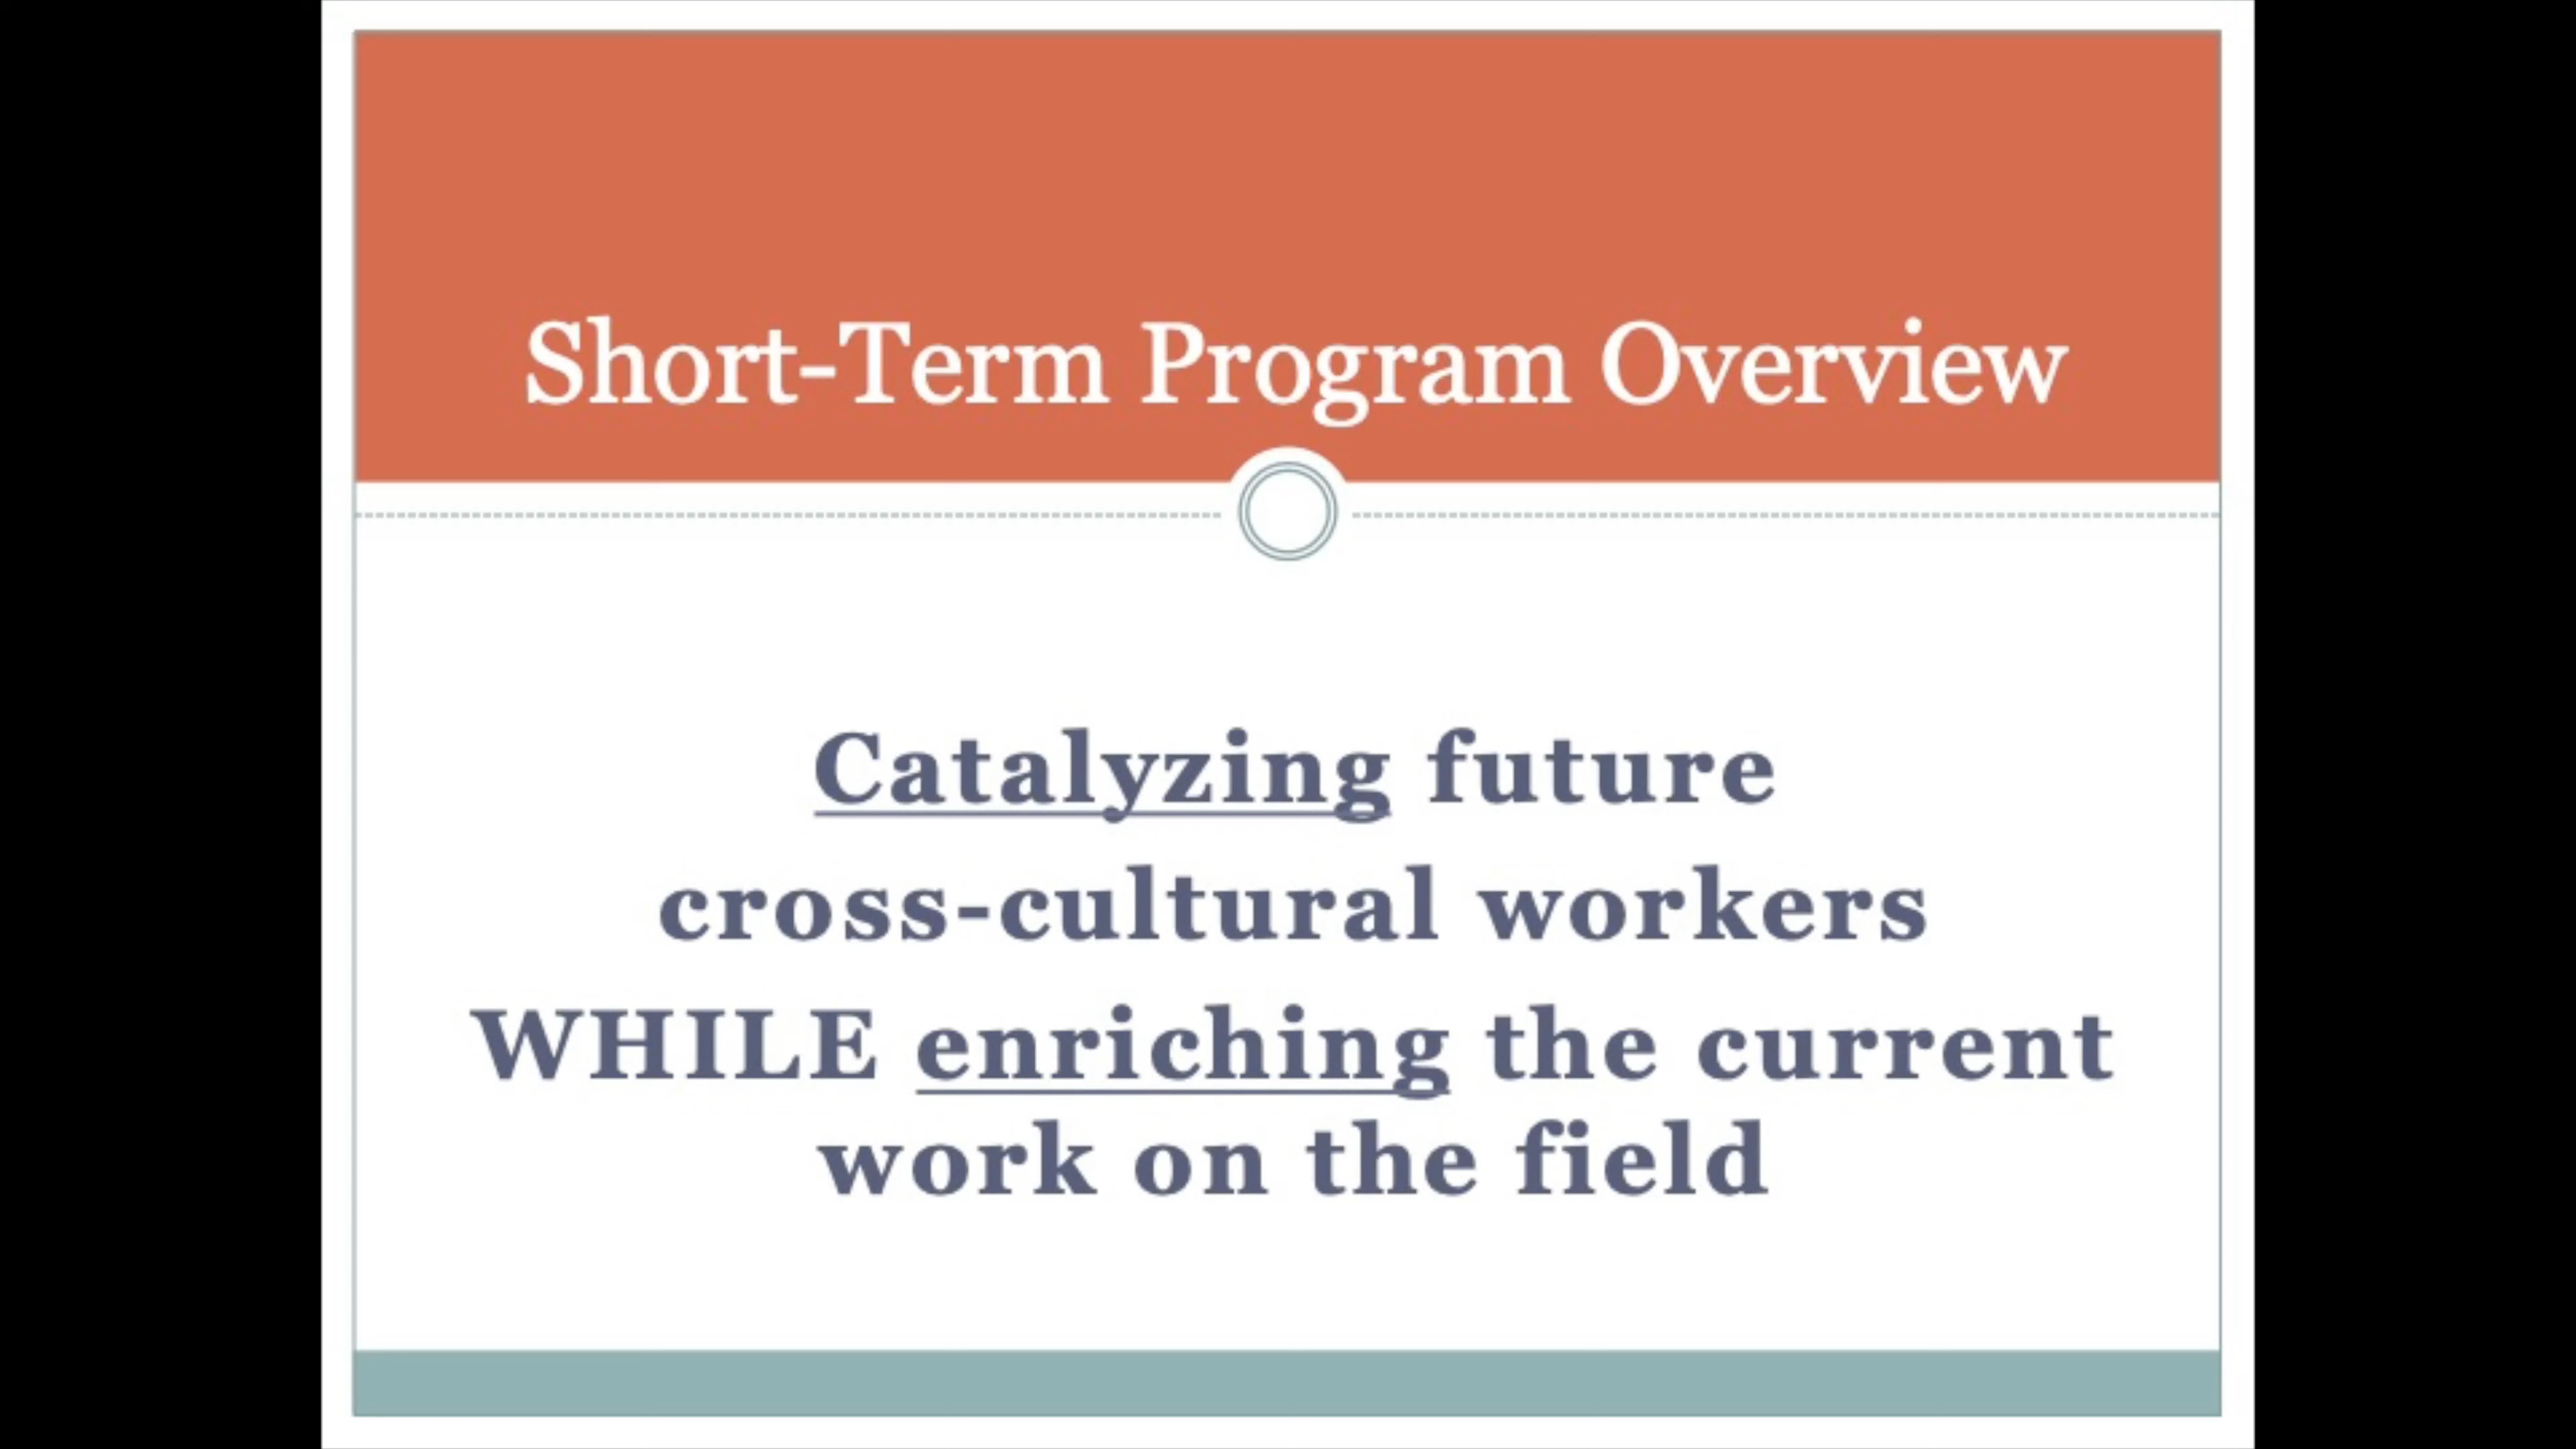 Short-Term Program Overview
Catalyzing future
cross-cultural workers
WHILE enriching the current
work on the field